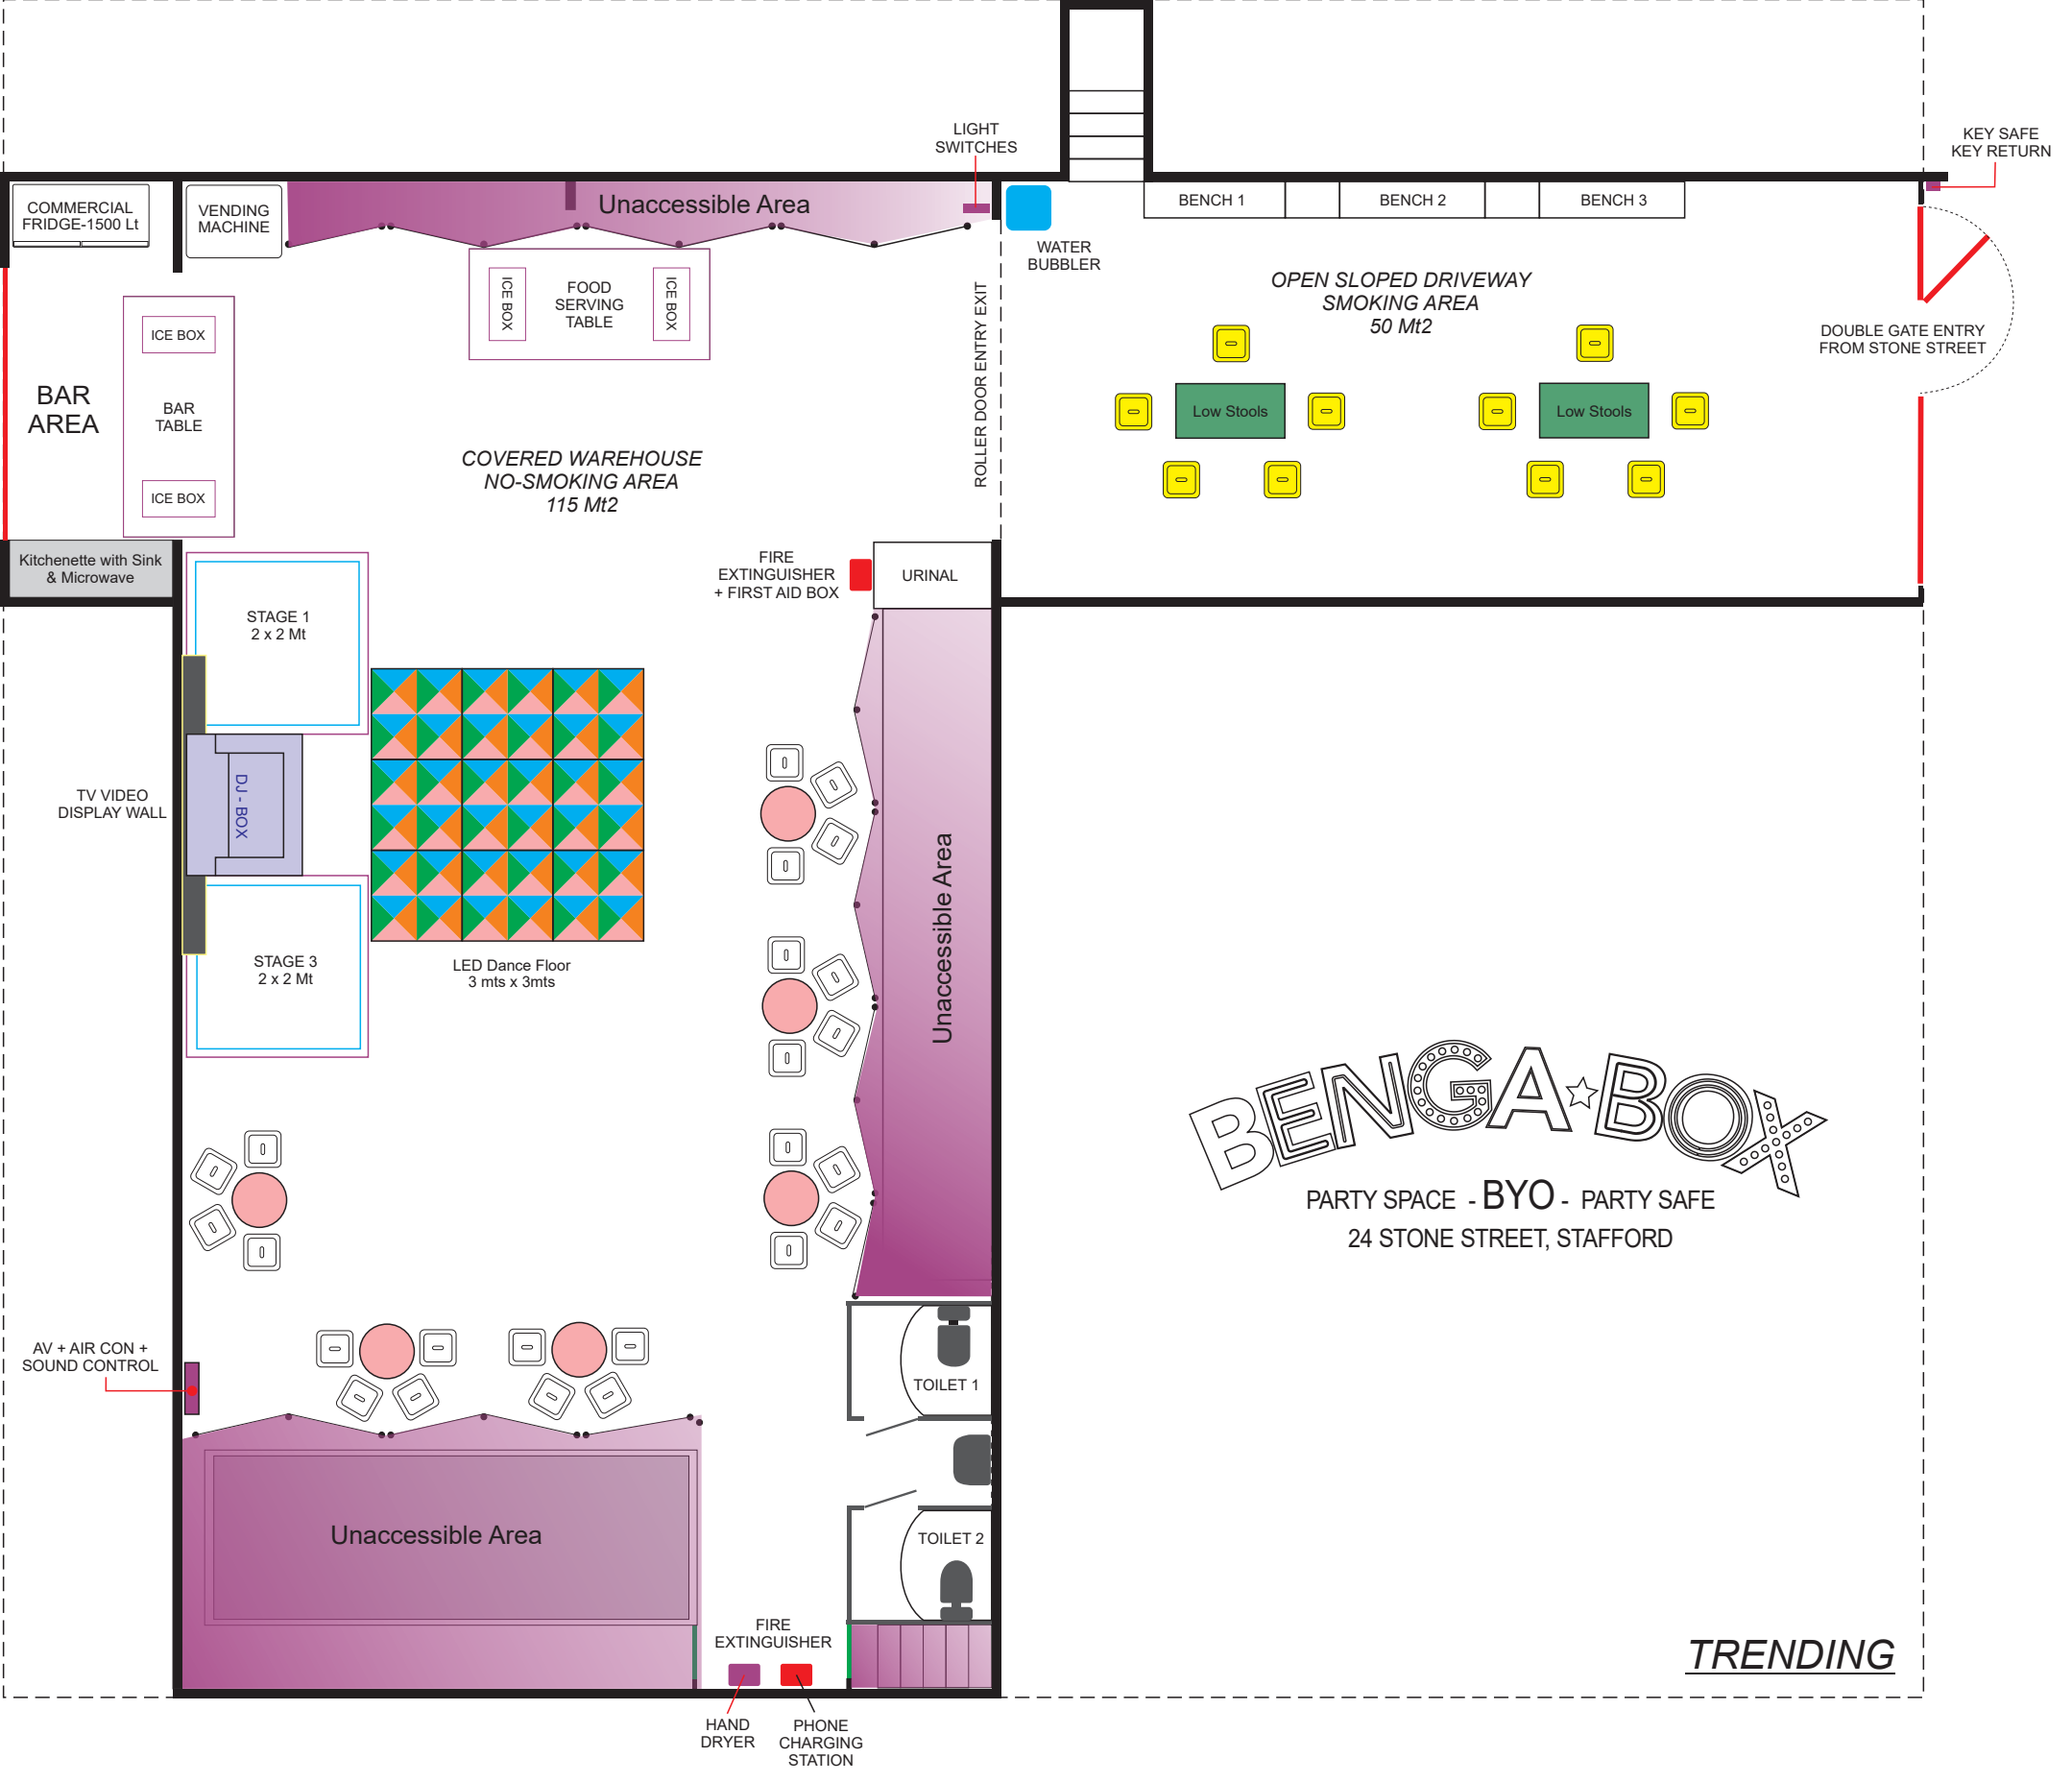 LIGHT
SWITCHES
KEY SAFE
KEY RETURN
COMMERCIAL
FRIDGE-1500 Lt
VENDING
MACHINE
Unaccessible Area
BENCH 1
BENCH 2
BENCH 3
WATER
BUBBLER
ICE BOX
FOOD
SERVING
TABLE
ICE BOX
ROLLER DOOR ENTRY EXIT
OPEN SLOPED DRIVEWAY
SMOKING AREA
50 Mt2
DOUBLE GATE ENTRY
FROM STONE STREET
ICE BOX
BAR
AREA
BAR
TABLE
ICE BOX
Low Stools
Low Stools
COVERED WAREHOUSE
NO-SMOKING AREA
115 Mt2
Kitchenette with Sink
& Microwave
FIRE
EXTINGUISHER
+ FIRST AID BOX
URINAL
STAGE 1
2 x 2 Mt
TV VIDEO
DISPLAY WALL
DJ - BOX
Unaccessible Area
STAGE 3
2 x 2 Mt
LED Dance Floor
3 mts x 3mts
BENGA BOX
PARTY SPACE - BYO - PARTY SAFE
24 STONE STREET, STAFFORD
AV + AIR CON +
SOUND CONTROL
TOILET 1
Unaccessible Area
TOILET 2
FIRE
EXTINGUISHER
HAND
DRYER
PHONE
CHARGING
STATION
TRENDING